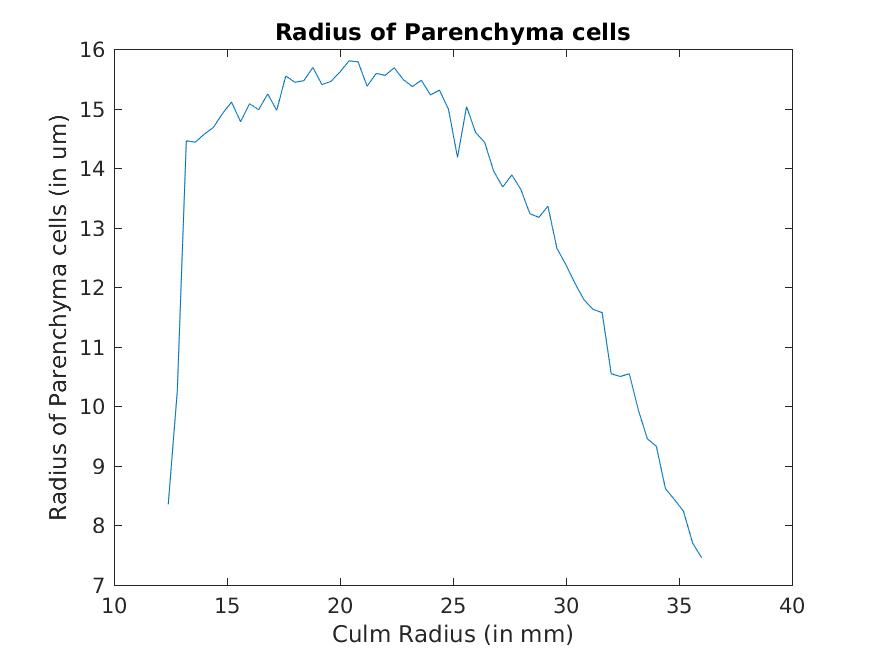 Radius of Parenchyma cells
Radius of Parenchyma cells (in um)
16
15
14
13
12
11
10
9
8
7
10 15 20 25 30 35 40
Culm Radius (in mm)